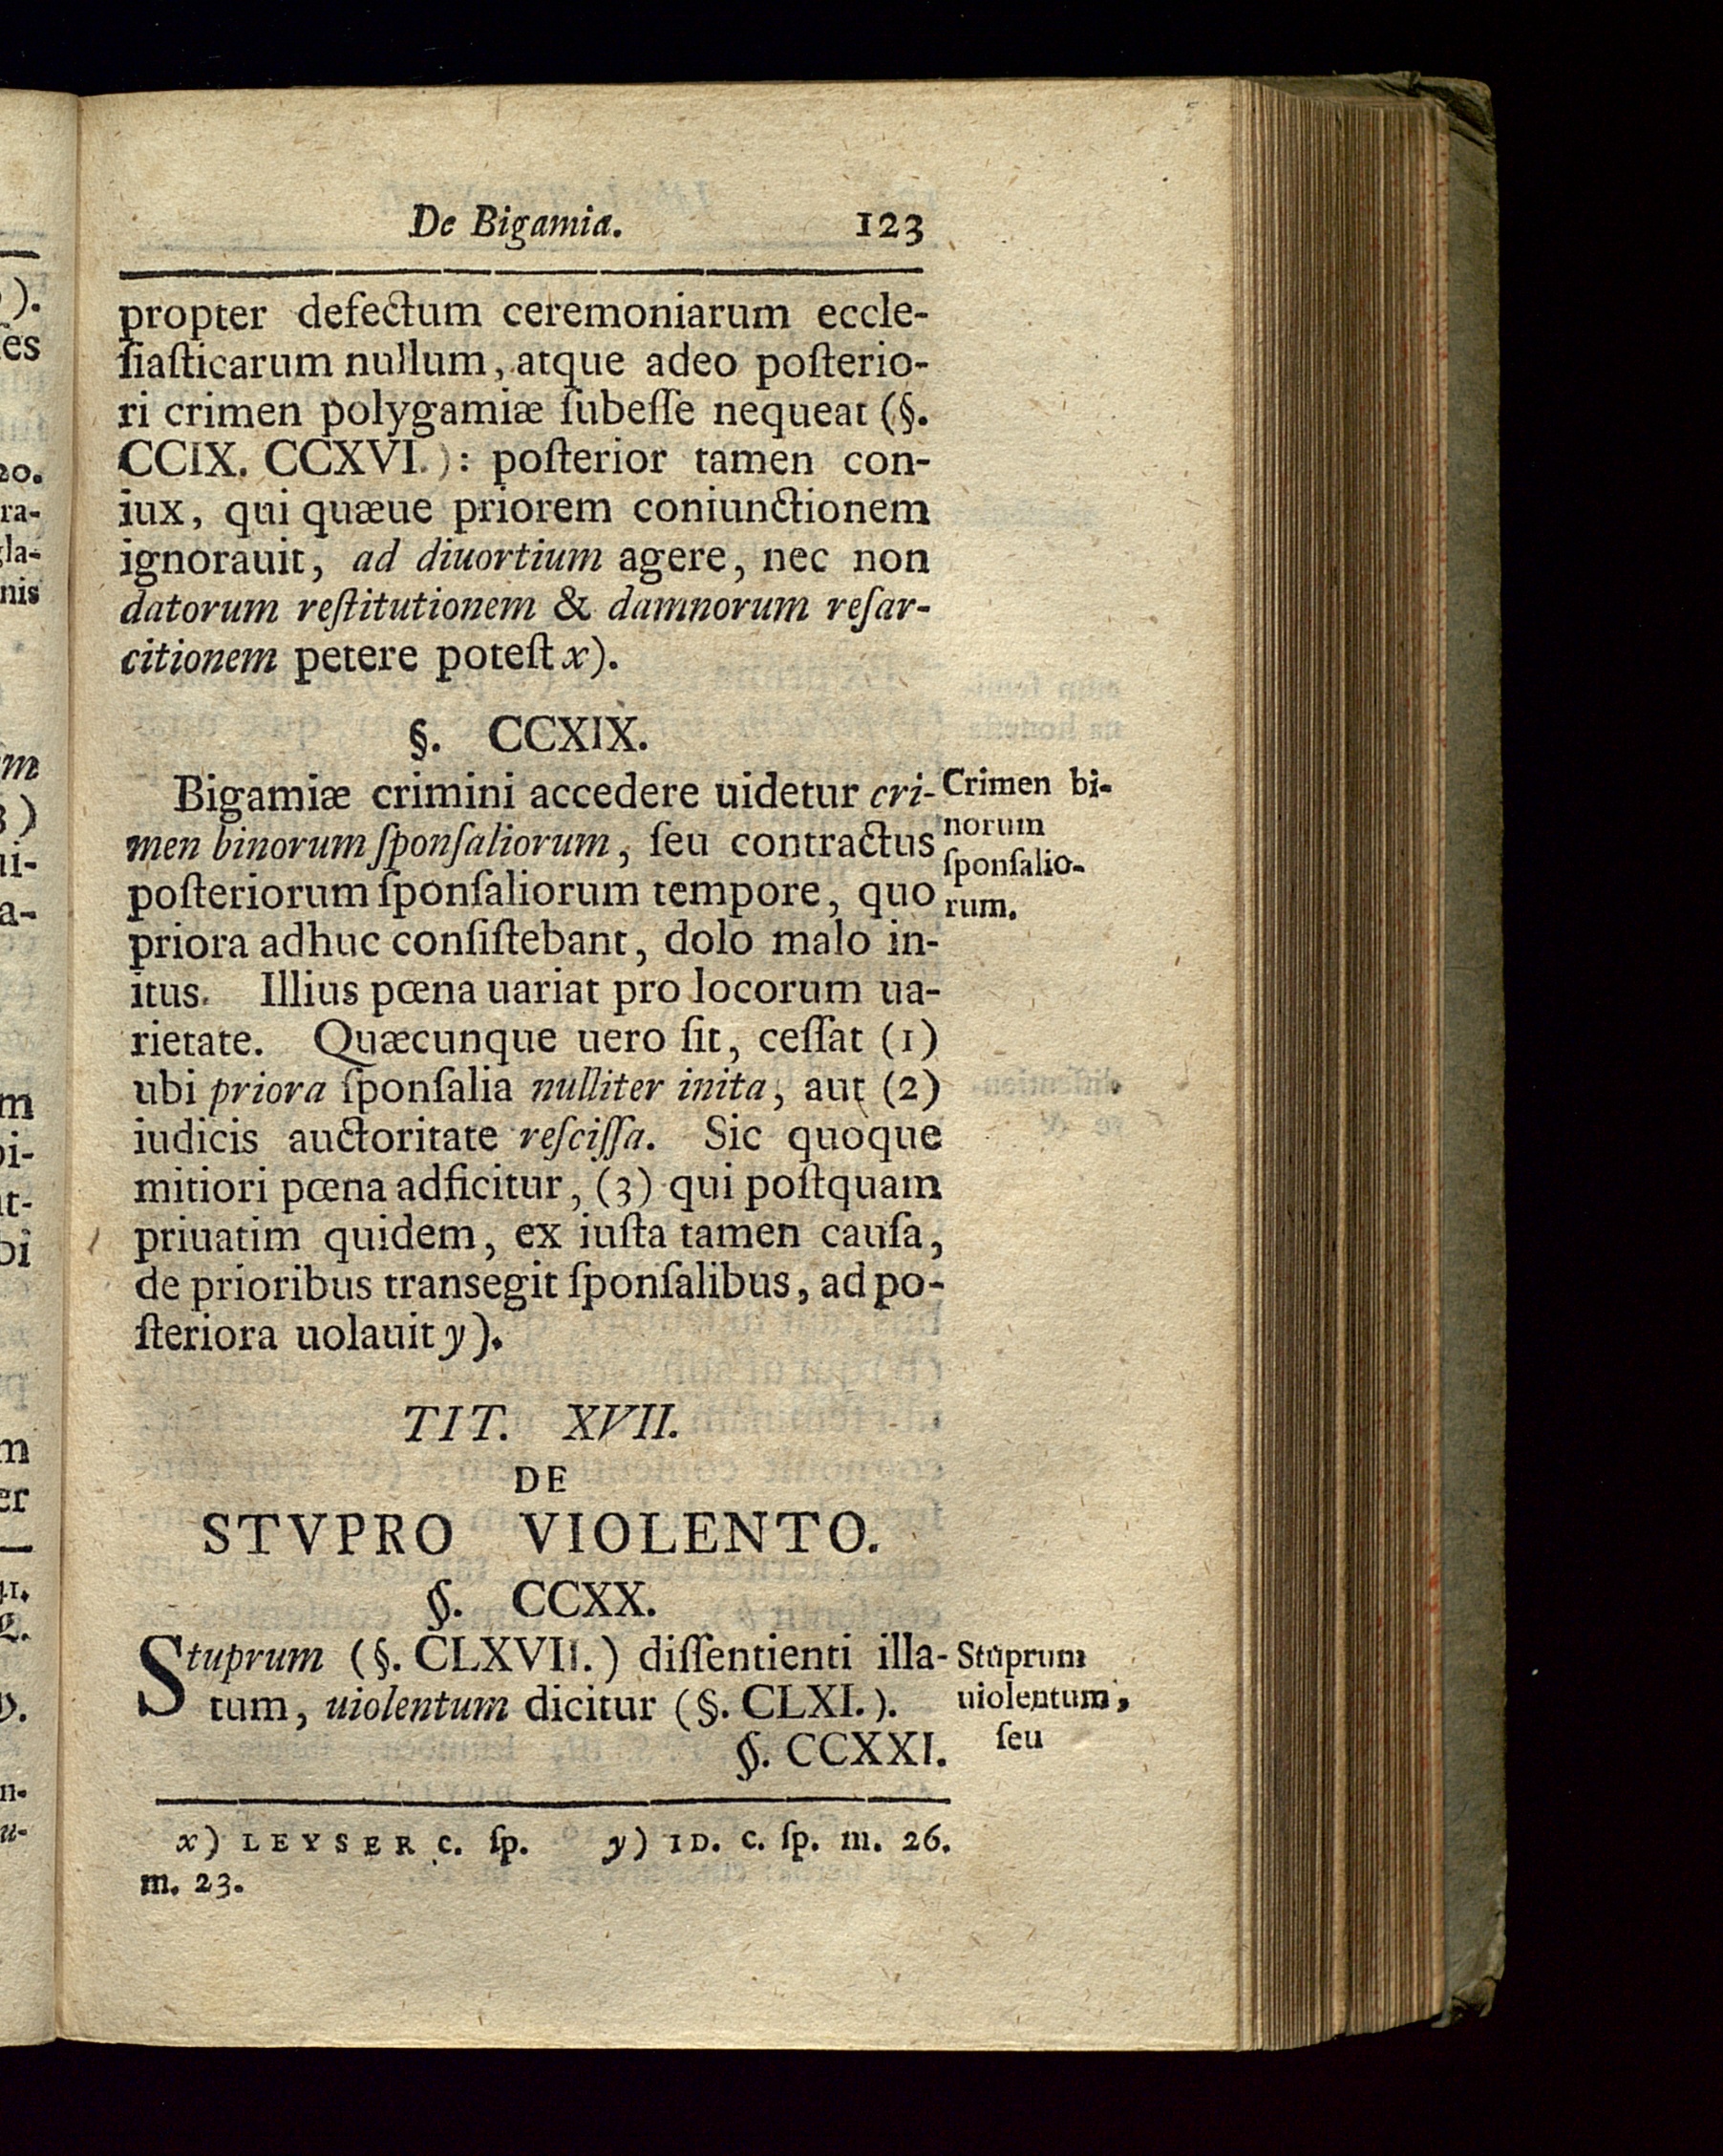 De Bigamia. 123
propter defectum ceremoniarum eccle-
ſiaſticarum nullum, atque adeo poſterio-
ri crimen polygamiæ ſubeſſe nequeat (§.
CCIX. CCXVI.): poſterior tamen con-
iux, qui quæue priorem coniunctionem
ignorauit, ad diuortium agere, nec non
datorum reſtitutionem & damnorum reſar-
citionem petere poteſt x).
§. CCXIX.
Bigamiæ crimini accedere uidetur cri-
men binorum ſponſaliorum, ſeu contractus
poſteriorum ſponſaliorum tempore, quo
priora adhuc conſiſtebant, dolo malo in-
itus. Illius pœna uariat pro locorum ua-
rietate. Quæcunque uero ſit, ceſſat (1)
ubi priora ſponſalia nulliter inita, aut (2)
iudicis auctoritate reſciſſa. Sic quoque
mitiori pœna adficitur, (3) qui poſtquam
priuatim quidem, ex iuſta tamen cauſa,
de prioribus transegit ſponſalibus, ad po-
ſteriora uolauit y).
Crimen bi-
norum
ſponſalio-
rum.
TIT. XVII.
DE
STVPRO VIOLENTO.
§. CCXX.
Stuprum (§. CLXVII.) diſſentienti illa-
tum, uiolentum dicitur (§. CLXI.).
Stuprum
uiolentum,
ſeu
§. CCXXI.
x) LEYSER c. ſp. y) ID. c. ſp. m. 26.
m. 23.